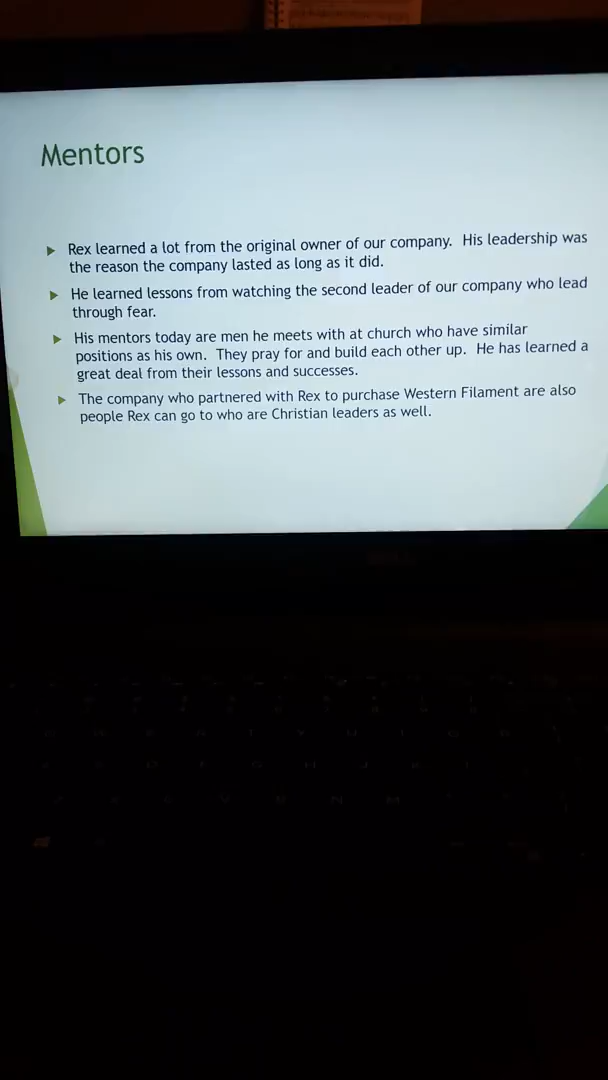 Mentors
Rex learned a lot from the original owner of our company. His leadership was
the reason the company lasted as long as it did.
He learned lessons from watching the second leader of our company who lead
through fear.
His mentors today are men he meets with at church who have similar
positions as his own. They pray for and build each other up. He has learned a
great deal from their lessons and successes.
The company who partnered with Rex to purchase Western Filament are also
people Rex can go to who are Christian leaders as well.